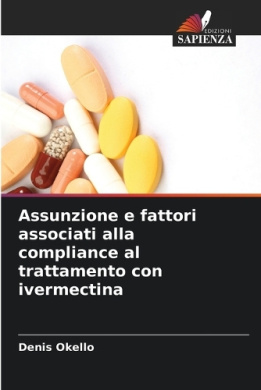 EDIZIONI
SAPIENZA
Assunzione e fattori
associati alla
compliance al
trattamento con
ivermectina
Denis Okello